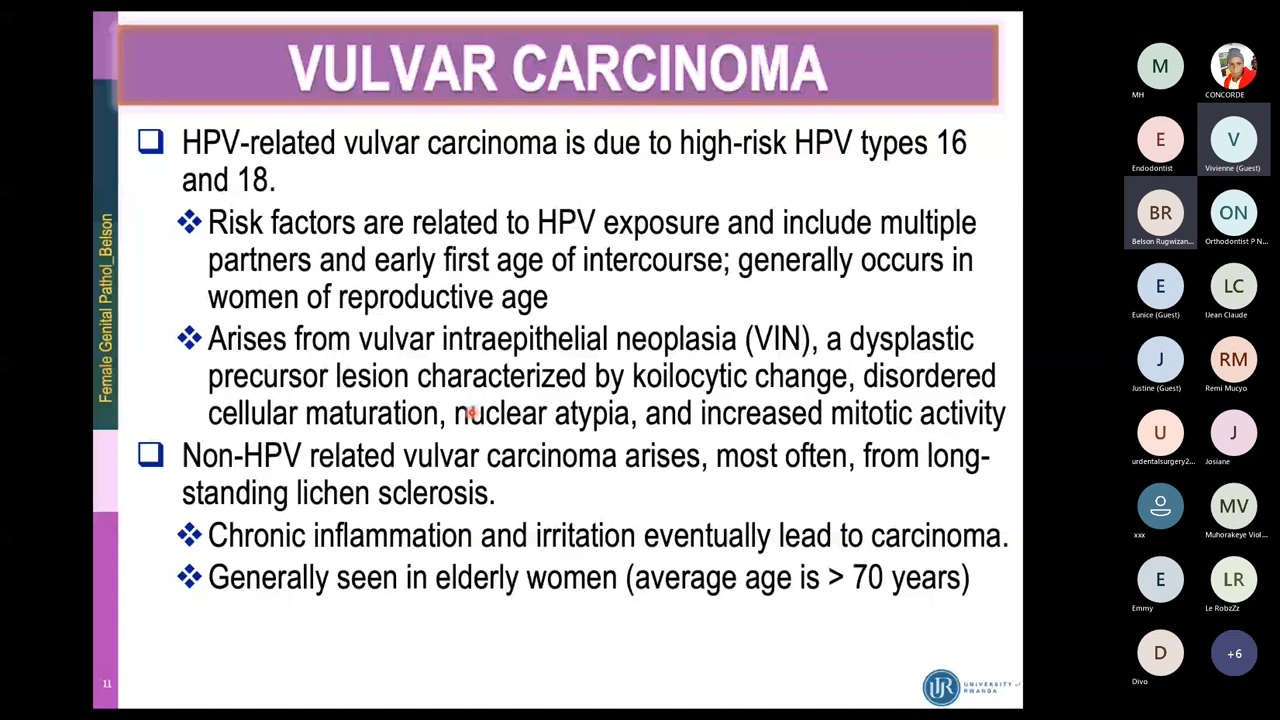 VULVAR CARCINOMA
HPV-related vulvar carcinoma is due to high-risk HPV types 16
and 18.
Risk factors are related to HPV exposure and include multiple
partners and early first age of intercourse; generally occurs in
women of reproductive age
Arises from vulvar intraepithelial neoplasia (VIN), a dysplastic
precursor lesion characterized by koilocytic change, disordered
cellular maturation, nuclear atypia, and increased mitotic activity
Non-HPV related vulvar carcinoma arises, most often, from long-
standing lichen sclerosis.
Chronic inflammation and irritation eventually lead to carcinoma.
Generally seen in elderly women (average age is > 70 years)
Female Genital Pathol_Belson
11
UR
UNIVERSITY of
RWANDA
M
MH
CONCORDE
E
Endodontist
V
Vivienne (Guest)
BR
Belson Rugwizan...
ON
Orthodontist P N...
E
Eunice (Guest)
LC
IJean Claude
J
Justine (Guest)
RM
Remi Mucyo
U
urdentalsurgery2...
J
Josiane
xxx
MV
Muhorakeye Viol...
E
Emmy
LR
Le RobzZz
D
Divo
+6